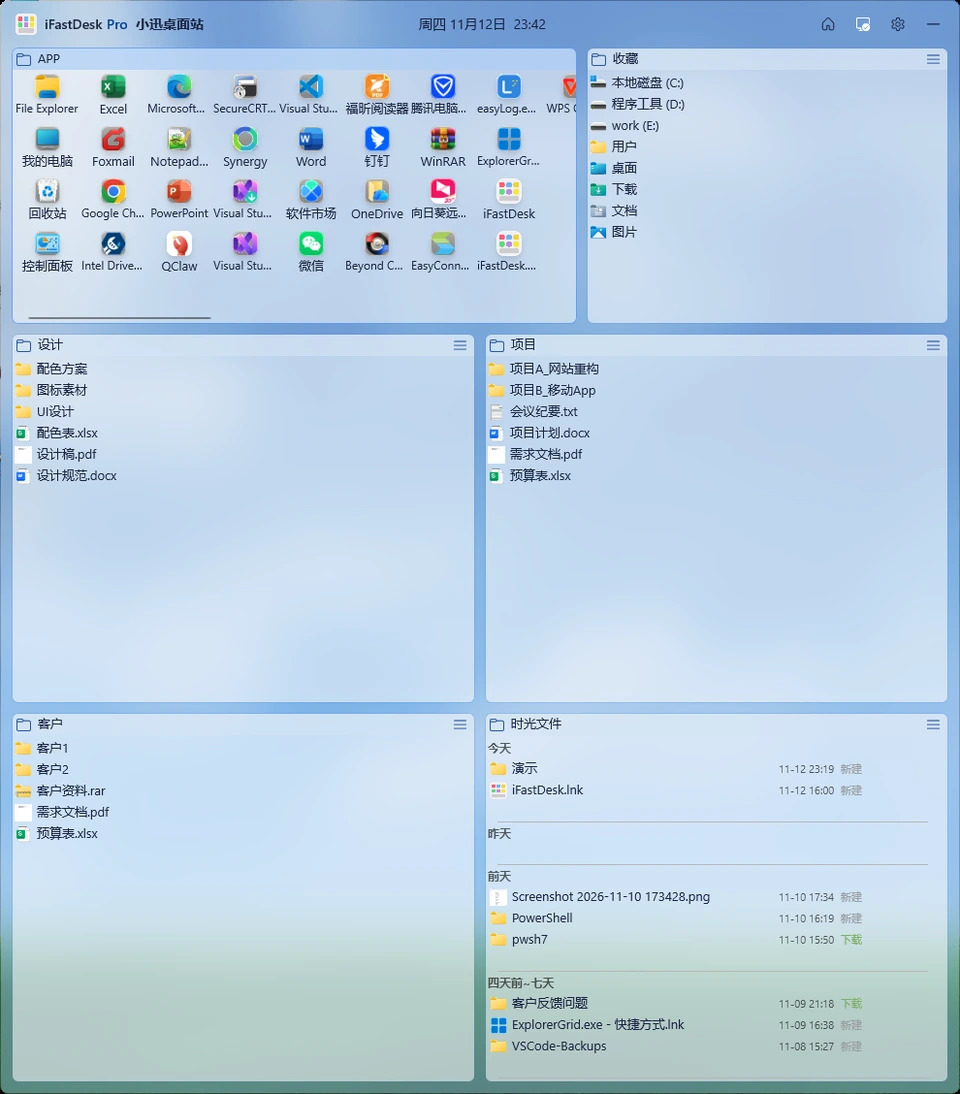 iFastDesk Pro 小迅桌面站 周四 11月12日 23:42
APP
File Explorer Excel Microsoft... SecureCRT... Visual Stu... 福昕阅读器 腾讯电脑... easyLog.e... WPS
我的电脑 Foxmail Notepad... Synergy Word 钉钉 WinRAR ExplorerGr...
回收站 Google Ch... PowerPoint Visual Stu... 软件市场 OneDrive 向日葵远... iFastDesk
控制面板 Intel Drive... QClaw Visual Stu... 微信 Beyond C... EasyConn... iFastDesk....
收藏
本地磁盘 (C:)
程序工具 (D:)
work (E:)
用户
桌面
下载
文档
图片
设计
配色方案
图标素材
UI设计
配色表.xlsx
设计稿.pdf
设计规范.docx
项目
项目A_网站重构
项目B_移动App
会议纪要.txt
项目计划.docx
需求文档.pdf
预算表.xlsx
客户
客户1
客户2
客户资料.rar
需求文档.pdf
预算表.xlsx
时光文件
今天
演示 11-12 23:19 新建
iFastDesk.lnk 11-12 16:00 新建
昨天
前天
Screenshot 2026-11-10 173428.png 11-10 17:34 新建
PowerShell 11-10 16:19 新建
pwsh7 11-10 15:50 下载
四天前~七天
客户反馈问题 11-09 21:18 下载
ExplorerGrid.exe - 快捷方式.lnk 11-09 16:38 新建
VSCode-Backups 11-08 15:27 新建